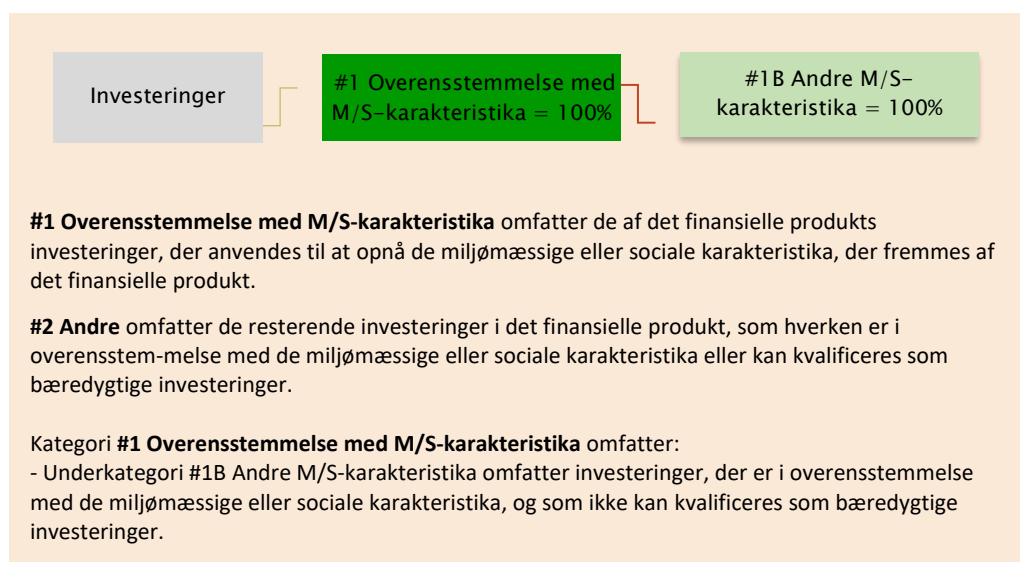 Investeringer
#1 Overensstemmelse med
M/S-karakteristika = 100%
#1B Andre M/S-
karakteristika = 100%
#1 Overensstemmelse med M/S-karakteristika omfatter de af det finansielle produkts
investeringer, der anvendes til at opnå de miljømæssige eller sociale karakteristika, der fremmes af
det finansielle produkt.
#2 Andre omfatter de resterende investeringer i det finansielle produkt, som hverken er i
overensstem-melse med de miljømæssige eller sociale karakteristika eller kan kvalificeres som
bæredygtige investeringer.
Kategori #1 Overensstemmelse med M/S-karakteristika omfatter:
- Underkategori #1B Andre M/S-karakteristika omfatter investeringer, der er i overensstemmelse
med de miljømæssige eller sociale karakteristika, og som ikke kan kvalificeres som bæredygtige
investeringer.